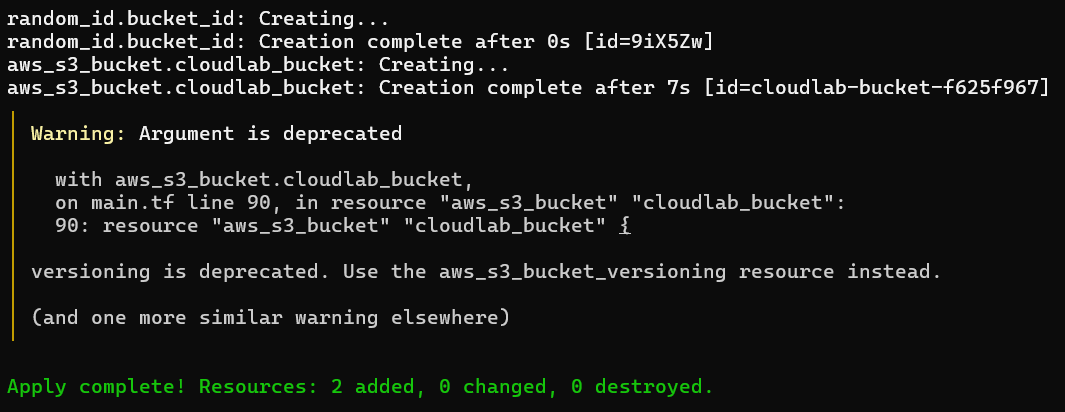 random_id.bucket_id: Creating...
random_id.bucket_id: Creation complete after 0s [id=9iX5Zw]
aws_s3_bucket.cloudlab_bucket: Creating...
aws_s3_bucket.cloudlab_bucket: Creation complete after 7s [id=cloudlab-bucket-f625f967]
Warning: Argument is deprecated
with aws_s3_bucket.cloudlab_bucket,
on main.tf line 90, in resource "aws_s3_bucket" "cloudlab_bucket":
90: resource "aws_s3_bucket" "cloudlab_bucket" {
versioning is deprecated. Use the aws_s3_bucket_versioning resource instead.
(and one more similar warning elsewhere)
Apply complete! Resources: 2 added, 0 changed, 0 destroyed.